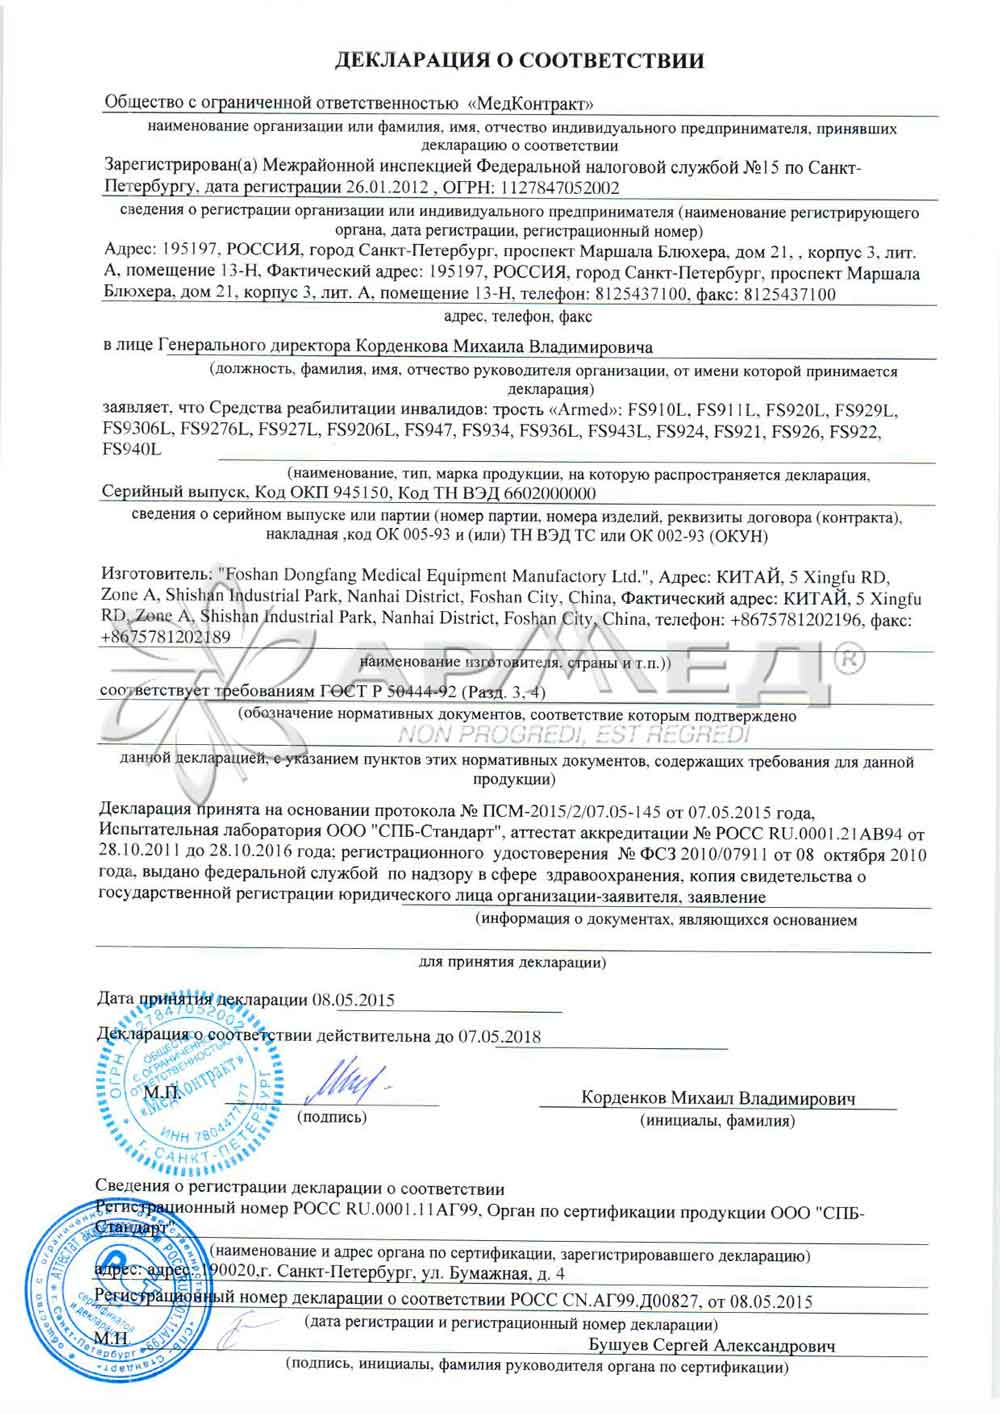 ДЕКЛАРАЦИЯ О СООТВЕТСТВИИ
Общество с ограниченной ответственностью «МедКонтракт»
наименование организации или фамилия, имя, отчество индивидуального предпринимателя, принявших
декларацию о соответствии
Зарегистрирован(а) Межрайонной инспекцией Федеральной налоговой службой №15 по Санкт-
Петербургу, дата регистрации 26.01.2012 , ОГРН: 1127847052002
сведения о регистрации организации или индивидуального предпринимателя (наименование регистрирующего
органа, дата регистрации, регистрационный номер)
Адрес: 195197, РОССИЯ, город Санкт-Петербург, проспект Маршала Блюхера, дом 21, , корпус 3, лит.
А, помещение 13-Н, Фактический адрес: 195197, РОССИЯ, город Санкт-Петербург, проспект Маршала
Блюхера, дом 21, корпус 3, лит. А, помещение 13-Н, телефон: 8125437100, факс: 8125437100
адрес, телефон, факс
в лице Генерального директора Корденкова Михаила Владимировича
(должность, фамилия, имя, отчество руководителя организации, от имени которой принимается
декларация)
заявляет, что Средства реабилитации инвалидов: трость «Armed»: FS910L, FS911L, FS920L, FS929L,
FS9306L, FS9276L, FS927L, FS9206L, FS947, FS934, FS936L, FS943L, FS924, FS921, FS926, FS922,
FS940L
(наименование, тип, марка продукции, на которую распространяется декларация,
Серийный выпуск, Код ОКП 945150, Код ТН ВЭД 6602000000
сведения о серийном выпуске или партии (номер партии, номера изделий, реквизиты договора (контракта),
накладная ,код ОК 005-93 и (или) ТН ВЭД ТС или ОК 002-93 (ОКУН)
Изготовитель: "Foshan Dongfang Medical Equipment Manufactory Ltd.", Адрес: КИТАЙ, 5 Xingfu RD,
Zone A, Shishan Industrial Park, Nanhai District, Foshan City, China, Фактический адрес: КИТАЙ, 5 Xingfu
RD, Zone A, Shishan Industrial Park, Nanhai District, Foshan City, China, телефон: +8675781202196, факс:
+8675781202189
АРМЕД®
наименование изготовителя, страны и т.п.))
соответствует требованиям ГОСТ Р 50444-92 (Разд. 3, 4)
(обозначение нормативных документов, соответствие которым подтверждено
NON PROGREDI, EST REGREDI
данной декларацией, с указанием пунктов этих нормативных документов, содержащих требования для данной
продукции)
Декларация принята на основании протокола № ПСМ-2015/2/07.05-145 от 07.05.2015 года,
Испытательная лаборатория ООО "СПБ-Стандарт", аттестат аккредитации № РОСС RU.0001.21АВ94 от
28.10.2011 до 28.10.2016 года; регистрационного удостоверения № ФСЗ 2010/07911 от 08 октября 2010
года, выдано федеральной службой по надзору в сфере здравоохранения, копия свидетельства о
государственной регистрации юридического лица организации-заявителя, заявление
(информация о документах, являющихся основанием
для принятия декларации)
Дата принятия декларации 08.05.2015
Декларация о соответствии действительна до 07.05.2018
ОГРН 1127847052002
ОБЩЕСТВО
С ОГРАНИЧЕННОЙ
ОТВЕТСТВЕННОСТЬЮ
«МедКонтракт»
ИНН 7804477477
г. САНКТ-ПЕТЕРБУРГ
М.П.
Корденков Михаил Владимирович
(подпись)
(инициалы, фамилия)
Сведения о регистрации декларации о соответствии
Регистрационный номер РОСС RU.0001.11АГ99, Орган по сертификации продукции ООО "СПБ-
Стандарт"
(наименование и адрес органа по сертификации, зарегистрировавшего декларацию)
адрес: адрес: 190020,г. Санкт-Петербург, ул. Бумажная, д. 4
Регистрационный номер декларации о соответствии РОСС CN.АГ99.Д00827, от 08.05.2015
(дата регистрации и регистрационный номер декларации)
М.П.
Бушуев Сергей Александрович
(подпись, инициалы, фамилия руководителя органа по сертификации)
Общество с ограниченной ответственностью «СПБ-Стандарт»
Аттестат аккредитации РОСС RU.0001.11АГ99
Санкт-Петербург
сертификатов
и деклараций